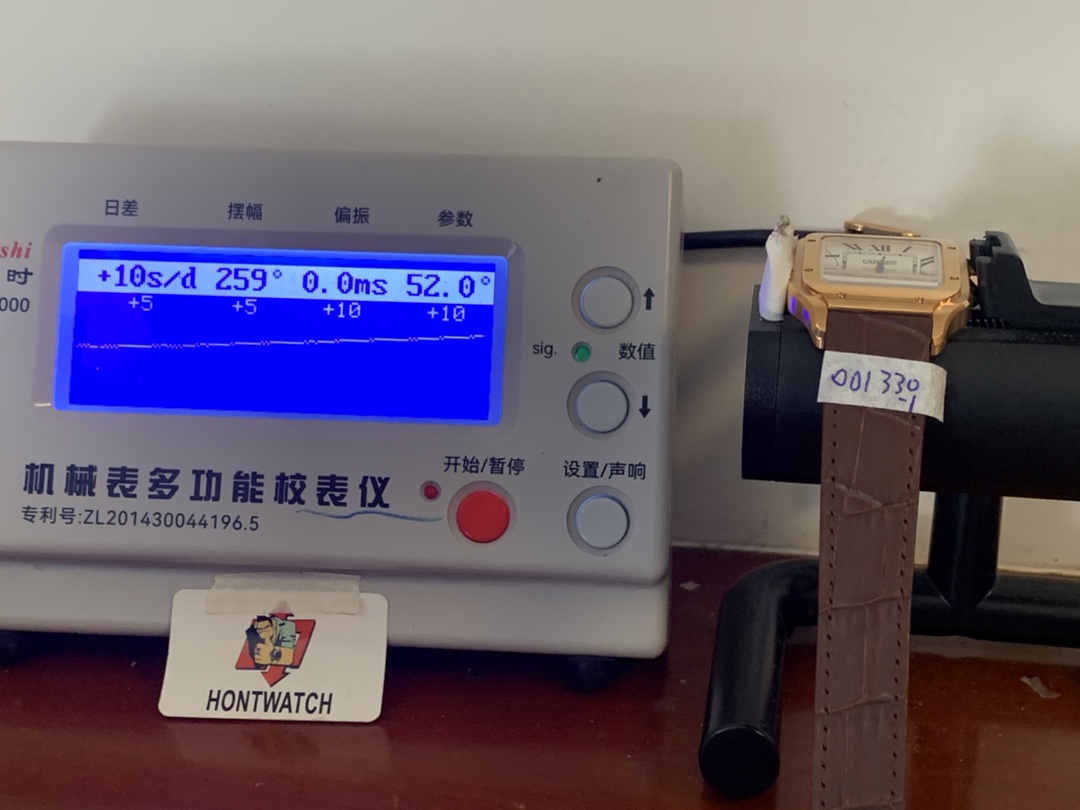 日差 摆幅 偏振 参数
shi
时
000
+10s/d 259° 0.0ms 52.0°
+5 +5 +10 +10
sig. 数值
开始/暂停 设置/声响
机械表多功能校表仪
专利号:ZL201430044196.5
HONTWATCH
XII
CARTIER
001330
-1